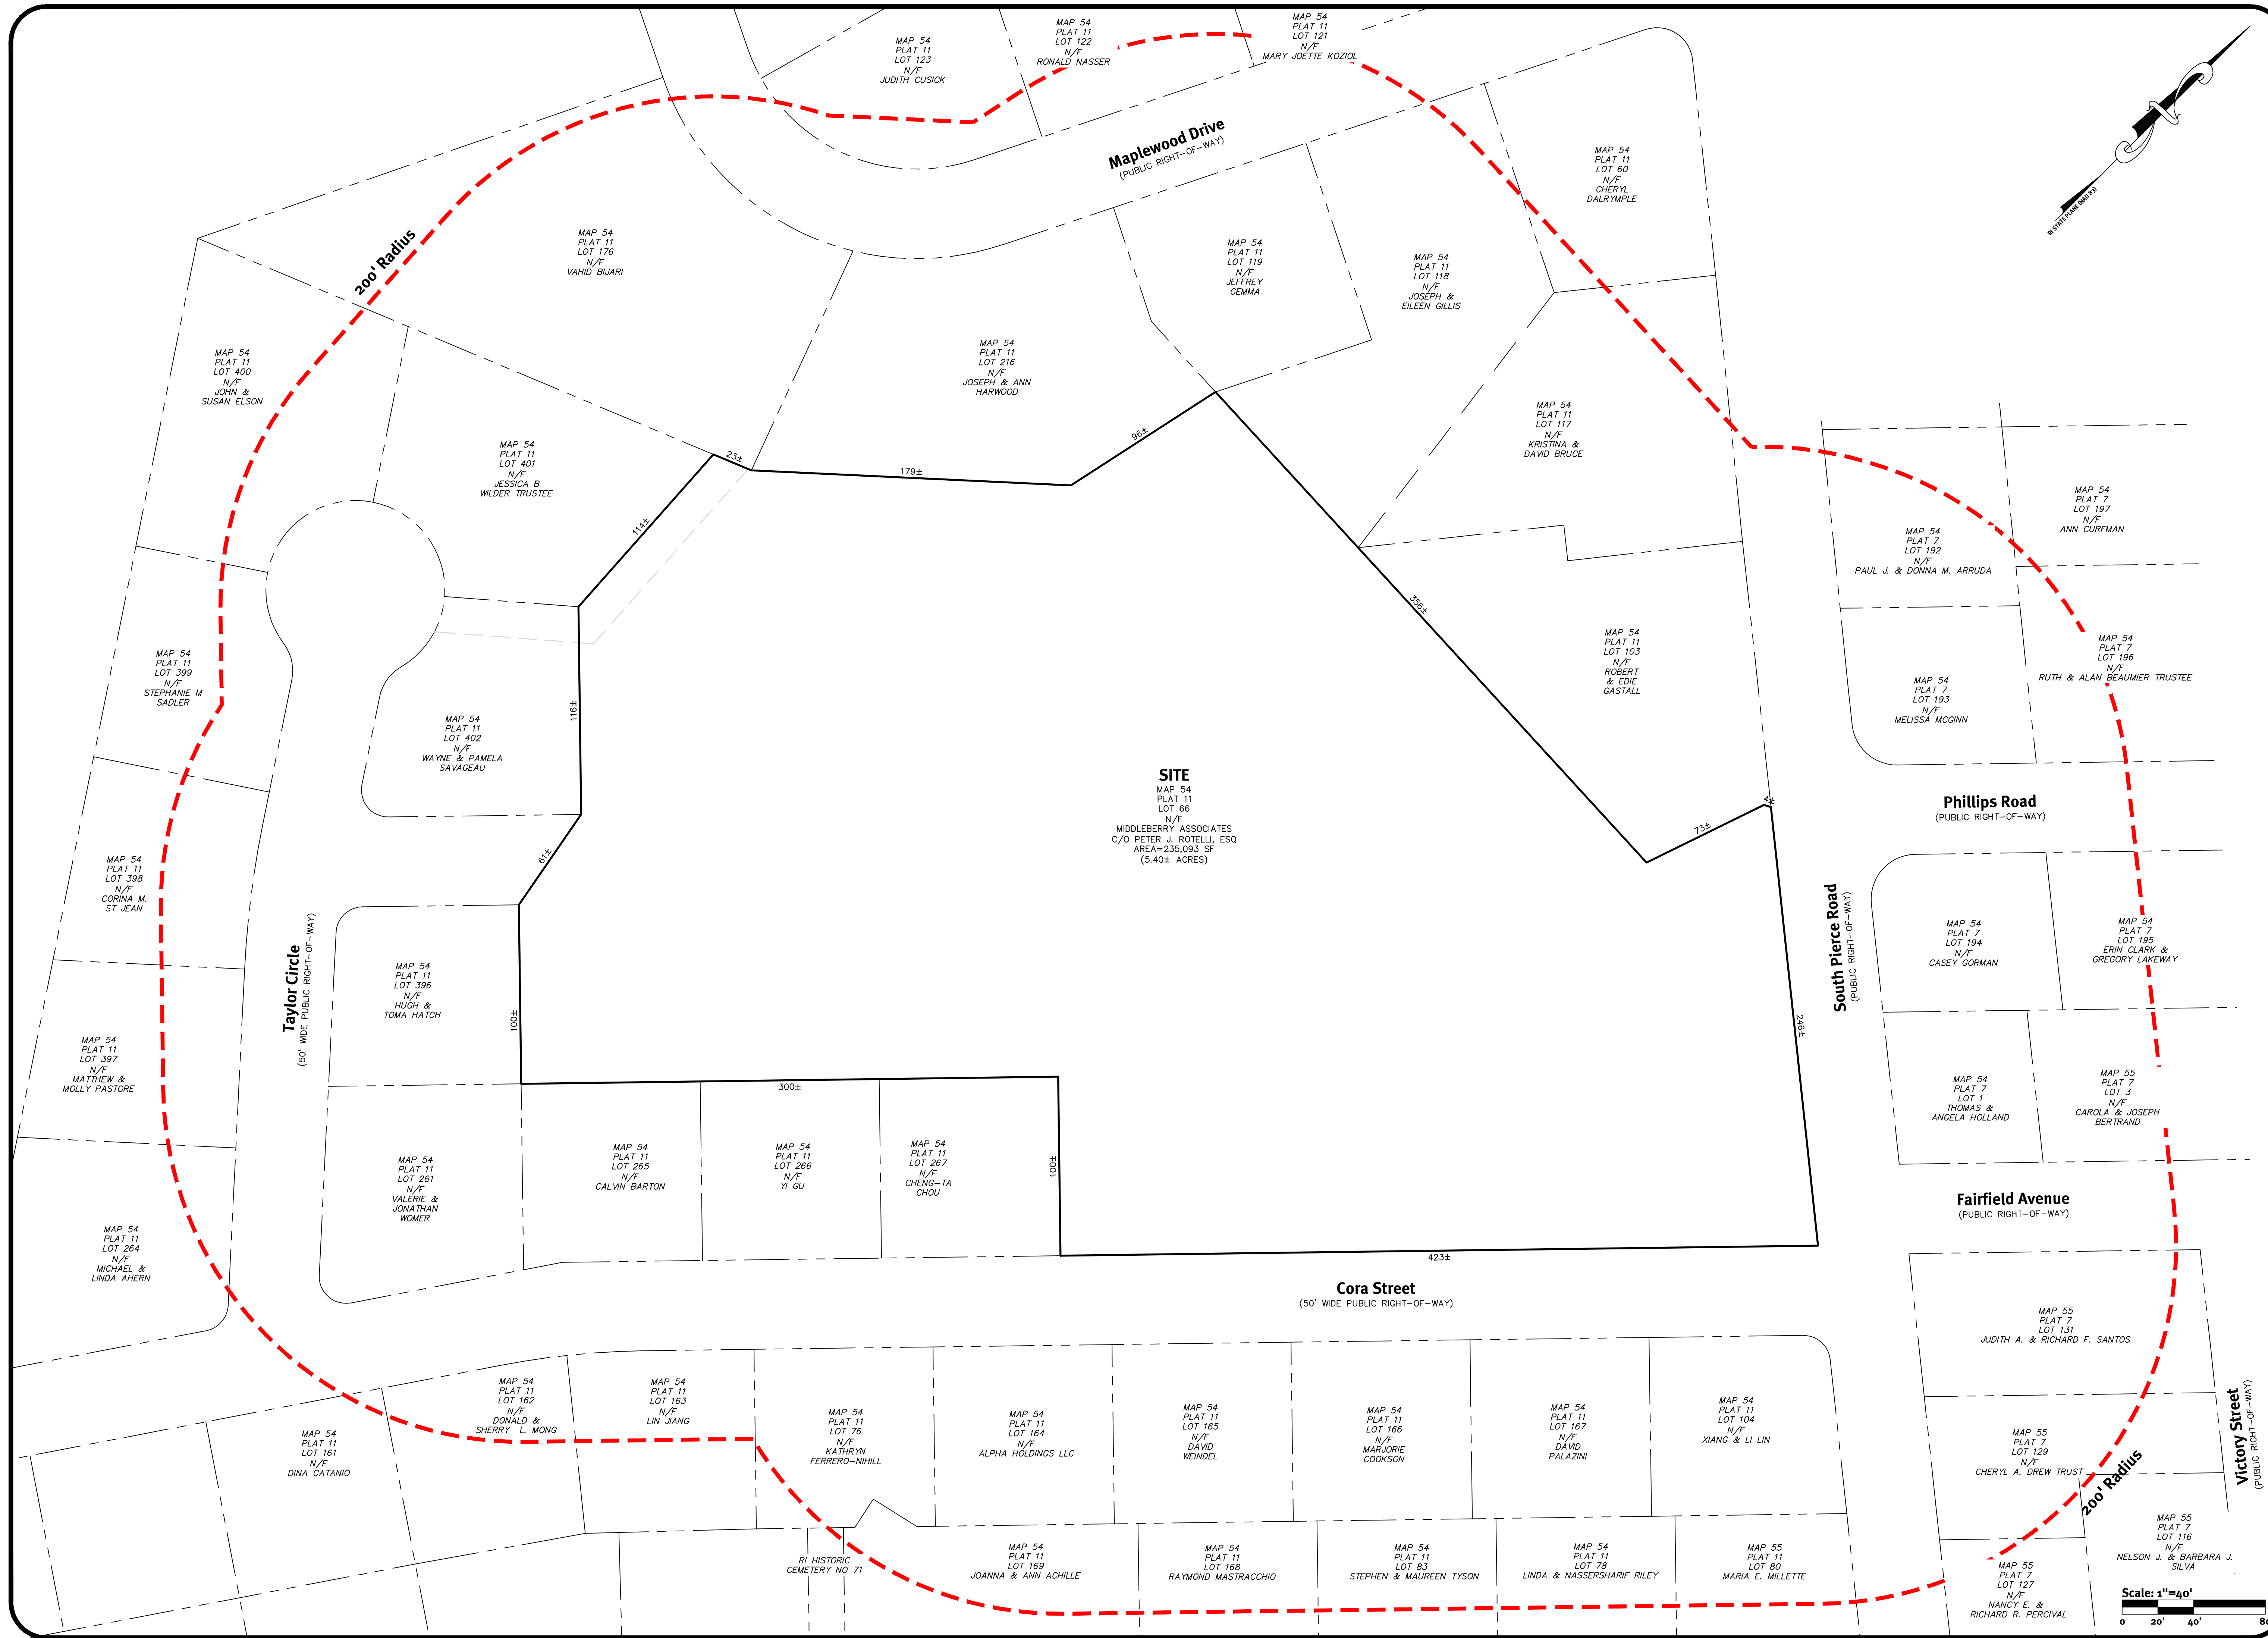 MAP 54
PLAT 11
LOT 123
N/F
JUDITH CUSICK
MAP 54
PLAT 11
LOT 122
N/F
RONALD NASSER
MAP 54
PLAT 11
LOT 121
N/F
MARY JOETTE KOZIOL
Maplewood Drive
(PUBLIC RIGHT-OF-WAY)
MAP 54
PLAT 11
LOT 60
N/F
CHERYL
DALRYMPLE
RI STATE PLANE (NAD 83)
200' Radius
MAP 54
PLAT 11
LOT 176
N/F
VAHID BIJARI
MAP 54
PLAT 11
LOT 119
N/F
JEFFREY
GEMMA
MAP 54
PLAT 11
LOT 118
N/F
JOSEPH &
EILEEN GILLIS
MAP 54
PLAT 11
LOT 400
N/F
JOHN &
SUSAN ELSON
MAP 54
PLAT 11
LOT 216
N/F
JOSEPH & ANN
HARWOOD
MAP 54
PLAT 11
LOT 401
N/F
JESSICA B
WILDER TRUSTEE
MAP 54
PLAT 11
LOT 117
N/F
KRISTINA &
DAVID BRUCE
23±
179±
96±
114±
356±
MAP 54
PLAT 7
LOT 197
N/F
ANN CURFMAN
MAP 54
PLAT 7
LOT 192
N/F
PAUL J. & DONNA M. ARRUDA
MAP 54
PLAT 11
LOT 399
N/F
STEPHANIE M
SADLER
MAP 54
PLAT 11
LOT 402
N/F
WAYNE & PAMELA
SAVAGEAU
116±
MAP 54
PLAT 11
LOT 103
N/F
ROBERT
& EDIE
GASTALL
MAP 54
PLAT 7
LOT 196
N/F
RUTH & ALAN BEAUMIER TRUSTEE
MAP 54
PLAT 7
LOT 193
N/F
MELISSA MCGINN
SITE
MAP 54
PLAT 11
LOT 66
N/F
MIDDLEBERRY ASSOCIATES
C/O PETER J. ROTELLI, ESQ
AREA=235,093 SF
(5.40± ACRES)
61±
73±
4±
Phillips Road
(PUBLIC RIGHT-OF-WAY)
MAP 54
PLAT 11
LOT 398
N/F
CORINA M.
ST JEAN
Taylor Circle
(50' WIDE PUBLIC RIGHT-OF-WAY)
MAP 54
PLAT 11
LOT 396
N/F
HUGH &
TOMA HATCH
100±
South Pierce Road
(PUBLIC RIGHT-OF-WAY)
246±
MAP 54
PLAT 7
LOT 194
N/F
CASEY GORMAN
MAP 54
PLAT 7
LOT 195
N/F
ERIN CLARK &
GREGORY LAKEWAY
MAP 54
PLAT 11
LOT 397
N/F
MATTHEW &
MOLLY PASTORE
300±
MAP 54
PLAT 7
LOT 1
THOMAS &
ANGELA HOLLAND
MAP 55
PLAT 7
LOT 3
N/F
CAROLA & JOSEPH
BERTRAND
MAP 54
PLAT 11
LOT 261
N/F
VALERIE &
JONATHAN
WOMER
MAP 54
PLAT 11
LOT 265
N/F
CALVIN BARTON
MAP 54
PLAT 11
LOT 266
N/F
YI GU
MAP 54
PLAT 11
LOT 267
N/F
CHENG-TA
CHOU
100±
MAP 54
PLAT 11
LOT 264
N/F
MICHAEL &
LINDA AHERN
423±
Fairfield Avenue
(PUBLIC RIGHT-OF-WAY)
Cora Street
(50' WIDE PUBLIC RIGHT-OF-WAY)
MAP 55
PLAT 7
LOT 131
JUDITH A. & RICHARD F. SANTOS
MAP 54
PLAT 11
LOT 161
N/F
DINA CATANIO
MAP 54
PLAT 11
LOT 162
N/F
DONALD &
SHERRY L. MONG
MAP 54
PLAT 11
LOT 163
N/F
LIN JIANG
MAP 54
PLAT 11
LOT 76
N/F
KATHRYN
FERRERO-NIHILL
MAP 54
PLAT 11
LOT 164
N/F
ALPHA HOLDINGS LLC
MAP 54
PLAT 11
LOT 165
N/F
DAVID
WEINDEL
MAP 54
PLAT 11
LOT 166
N/F
MARJORIE
COOKSON
MAP 54
PLAT 11
LOT 167
N/F
DAVID
PALAZINI
MAP 54
PLAT 11
LOT 104
N/F
XIANG & LI LIN
MAP 55
PLAT 7
LOT 129
N/F
CHERYL A. DREW TRUST
200' Radius
Victory Street
(PUBLIC RIGHT-OF-WAY)
RI HISTORIC
CEMETERY NO 71
MAP 54
PLAT 11
LOT 169
JOANNA & ANN ACHILLE
MAP 54
PLAT 11
LOT 168
RAYMOND MASTRACCHIO
MAP 54
PLAT 11
LOT 83
STEPHEN & MAUREEN TYSON
MAP 54
PLAT 11
LOT 78
LINDA & NASSERSHARIF RILEY
MAP 55
PLAT 11
LOT 80
MARIA E. MILLETTE
MAP 55
PLAT 7
LOT 127
N/F
NANCY E. &
RICHARD R. PERCIVAL
MAP 55
PLAT 7
LOT 116
N/F
NELSON J. & BARBARA J.
SILVA
Scale: 1"=40'
0 20' 40'